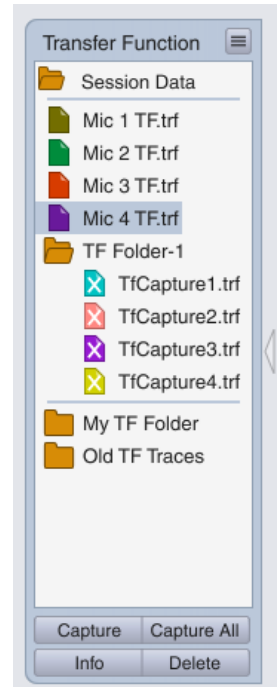 Transfer Function
Session Data
Mic 1 TF.trf
Mic 2 TF.trf
Mic 3 TF.trf
Mic 4 TF.trf
TF Folder-1
TfCapture1.trf
TfCapture2.trf
TfCapture3.trf
TfCapture4.trf
My TF Folder
Old TF Traces
Capture Capture All
Info Delete